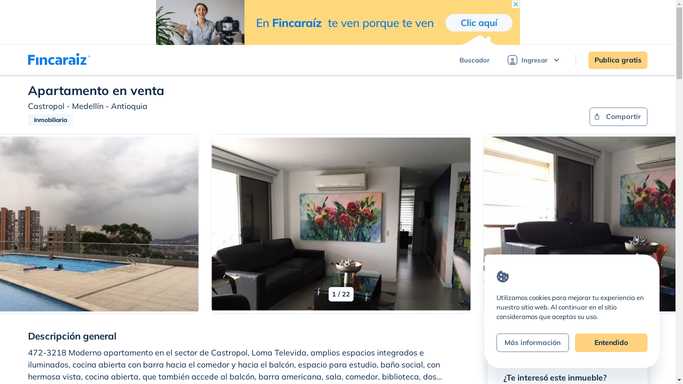 En Fincaraíz te ven porque te ven
Clic aquí
Fincaraíz
Buscador
Ingresar
Publica gratis
Apartamento en venta
Castropol - Medellín - Antioquia
Inmobiliaria
Compartir
1 / 22
Utilizamos cookies para mejorar tu experiencia en
nuestro sitio web. Al continuar en el sitio
consideramos que aceptas su uso.
Más información
Entendido
Descripción general
472-3218 Moderno apartamento en el sector de Castropol, Loma Televida, amplios espacios integrados e
iluminados, cocina abierta con barra hacia el comedor y hacia el balcón, espacio para estudio, baño social, con
hermosa vista, cocina abierta, que también accede al balcón, barra americana, sala, comedor, biblioteca, dos...
¿Te interesó este inmueble?